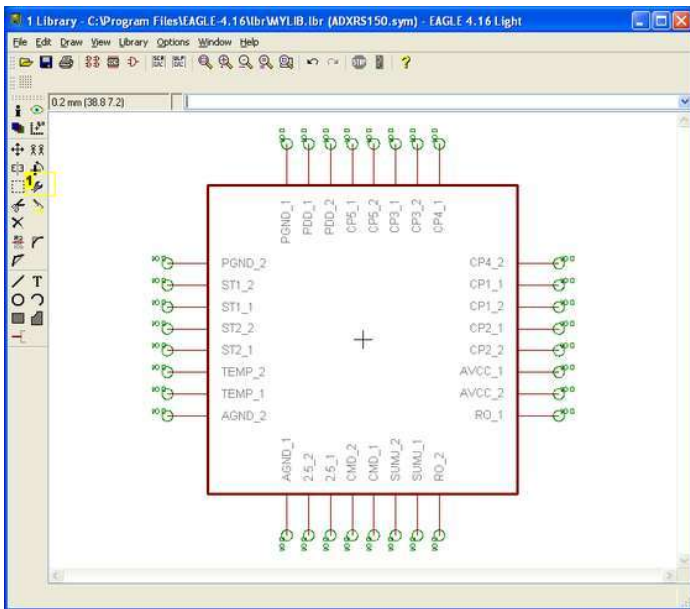 1 Library - C:\Program Files\EAGLE-4.16\lbr\MYLIB.lbr (ADXRS150.sym) - EAGLE 4.16 Light
File Edit Draw View Library Options Window Help
0.2 mm (38.8 7.2)
1
PGND_1
PDD_1
PDD_2
CP5_1
CP5_2
CP3_1
CP3_2
CP4_1
PGND_2
ST1_2
ST1_1
ST2_2
ST2_1
TEMP_2
TEMP_1
AGND_2
CP4_2
CP1_1
CP1_2
CP2_1
CP2_2
AVCC_1
AVCC_2
RO_1
AGND_1
2.5_2
2.5_1
CMD_2
CMD_1
SUMJ_2
SUMJ_1
RO_2